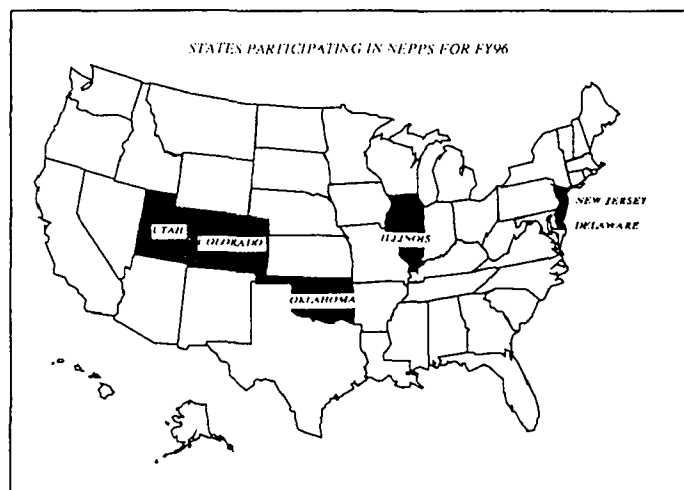 STATES PARTICIPATING IN NEPPS FOR FY96
NEW JERSEY
UTAH
DELAWARE
COLORADO
ILLINOIS
OKLAHOMA